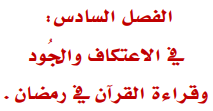 الفصل السادس :
في الاعتكاف والجُود
وقراءة القرآن في رمضان .